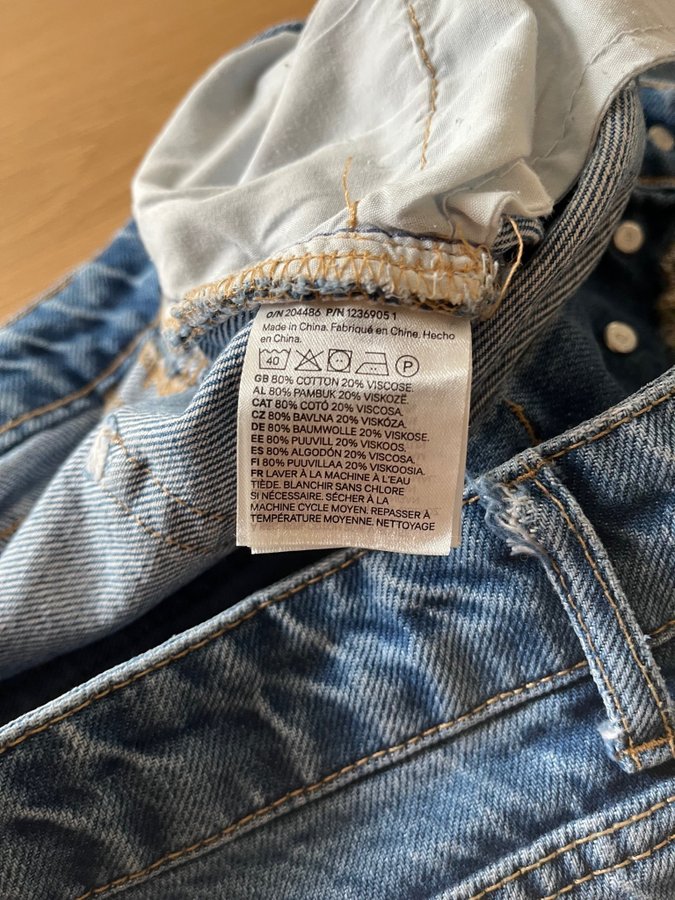 O/N 204486 P/N 1236905 1
Made in China. Fabriqué en Chine. Hecho
en China.
40 P
GB 80% COTTON 20% VISCOSE.
AL 80% PAMBUK 20% VISKOZË.
CAT 80% COTÓ 20% VISCOSA.
CZ 80% BAVLNA 20% VISKÓZA.
DE 80% BAUMWOLLE 20% VISKOSE.
EE 80% PUUVILL 20% VISKOOS.
ES 80% ALGODÓN 20% VISCOSA.
FI 80% PUUVILLAA 20% VISKOOSIA.
FR LAVER À LA MACHINE À L'EAU
TIÈDE. BLANCHIR SANS CHLORE
SI NÉCESSAIRE. SÉCHER À LA
MACHINE CYCLE MOYEN. REPASSER À
TEMPÉRATURE MOYENNE. NETTOYAGE